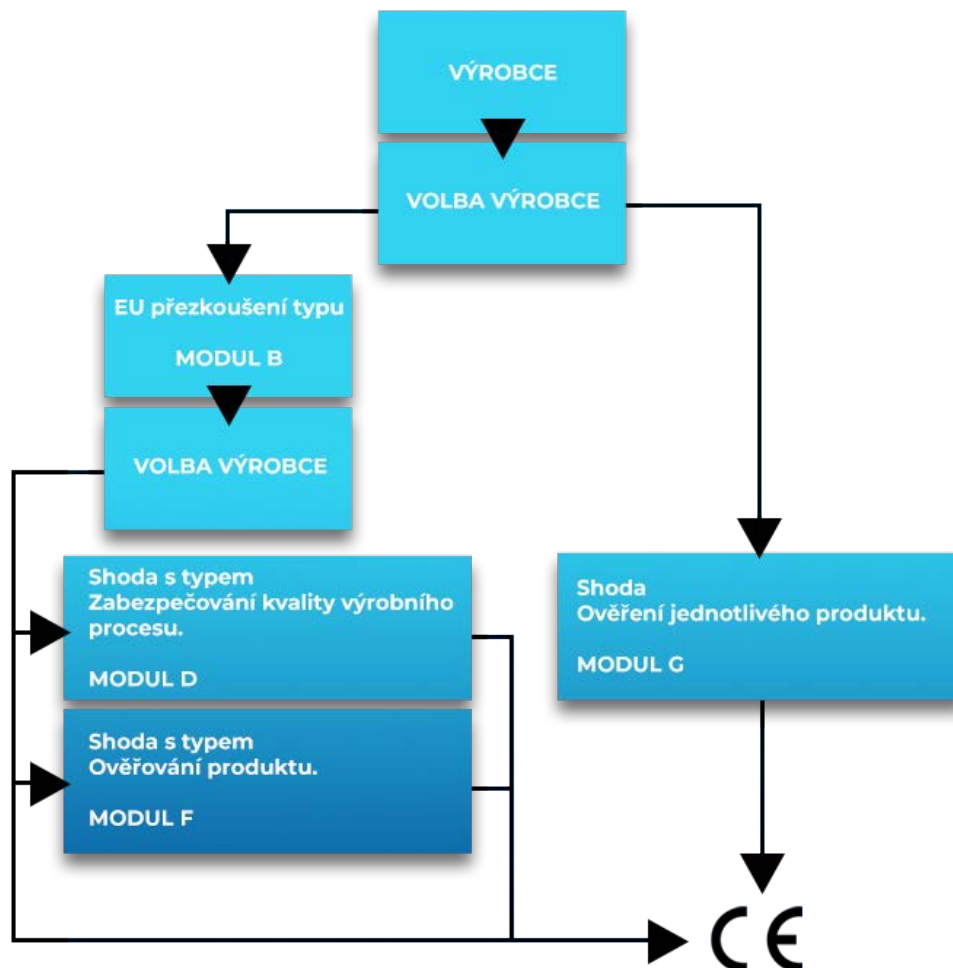 VÝROBCE
VOLBA VÝROBCE
EU přezkoušení typu
MODUL B
VOLBA VÝROBCE
Shoda s typem
Zabezpečování kvality výrobního
procesu.
MODUL D
Shoda s typem
Ověřování produktu.
MODUL F
Shoda
Ověření jednotlivého produktu.
MODUL G
CE